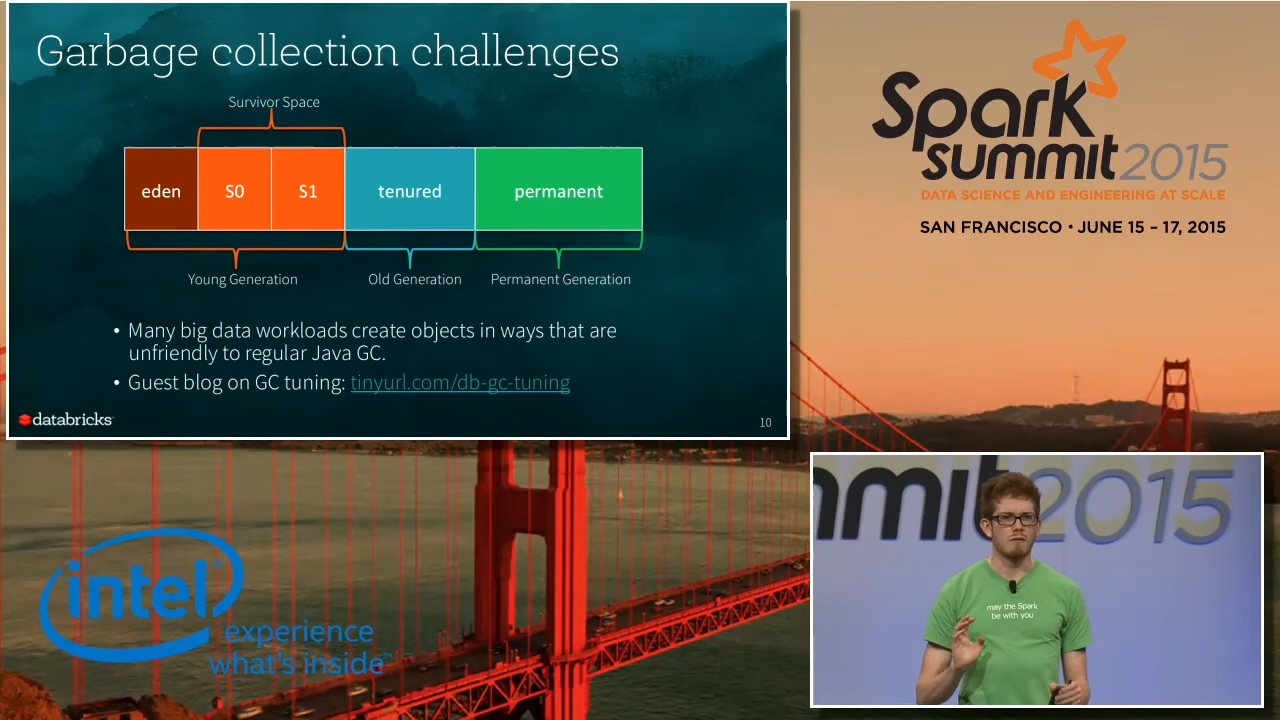 Garbage collection challenges
Survivor Space
eden
S0
S1
tenured
permanent
Young Generation
Old Generation
Permanent Generation
• Many big data workloads create objects in ways that are
unfriendly to regular Java GC.
• Guest blog on GC tuning: tinyurl.com/db-gc-tuning
databricks
10
Spark
summit 2015
DATA SCIENCE AND ENGINEERING AT SCALE
SAN FRANCISCO • JUNE 15 – 17, 2015
intel®
experience
what's inside™
mmit2015
may the Spark
be with you